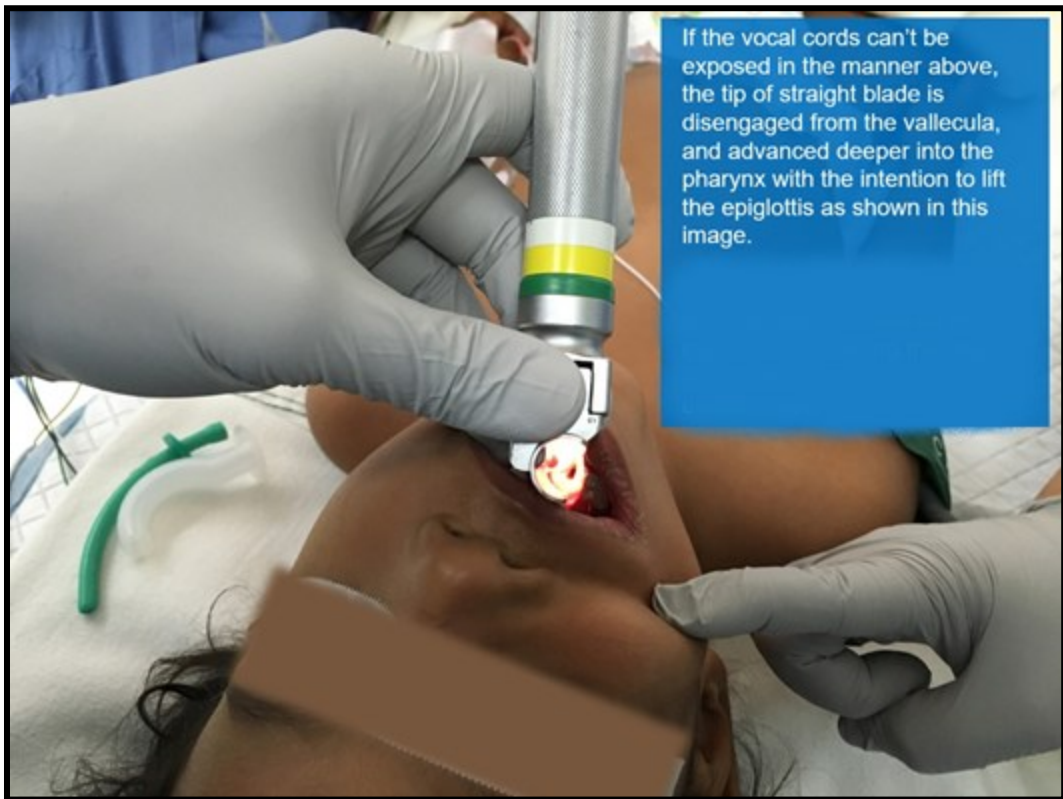 If the vocal cords can't be
exposed in the manner above,
the tip of straight blade is
disengaged from the vallecula,
and advanced deeper into the
pharynx with the intention to lift
the epiglottis as shown in this
image.